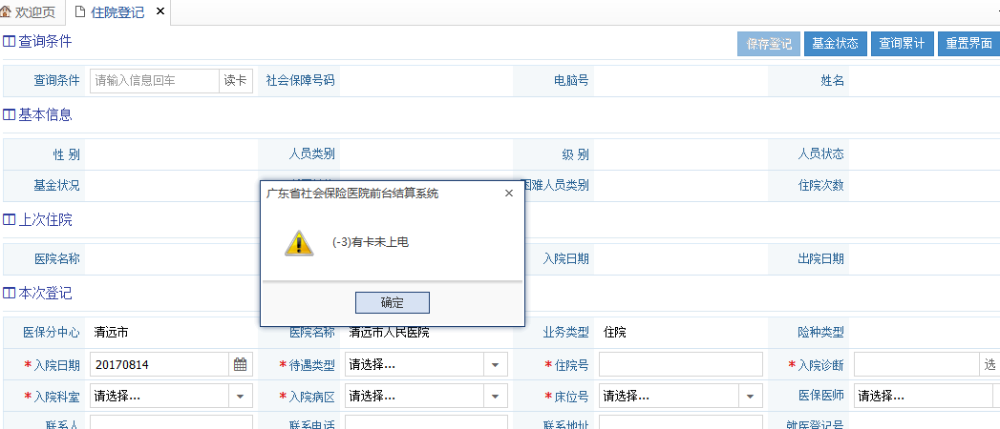 欢迎页 住院登记
查询条件 保存登记 基金状态 查询累计 重置界面
查询条件 请输入信息回车 读卡 社会保障号码 电脑号 姓名
基本信息
性 别 人员类别 级 别 人员状态
基金状况 困难人员类别 住院次数
广东省社会保险医院前台结算系统
(-3)有卡未上电
确定
上次住院
医院名称 入院日期 出院日期
本次登记
医保分中心 清远市 医院名称 清远市人民医院 业务类型 住院 险种类型
*入院日期 20170814 *待遇类型 请选择... *住院号 *入院诊断 选
*入院科室 请选择... *入院病区 请选择... *床位号 请选择... 医保医师 请选择...
联系人 联系电话 联系地址 就医登记号